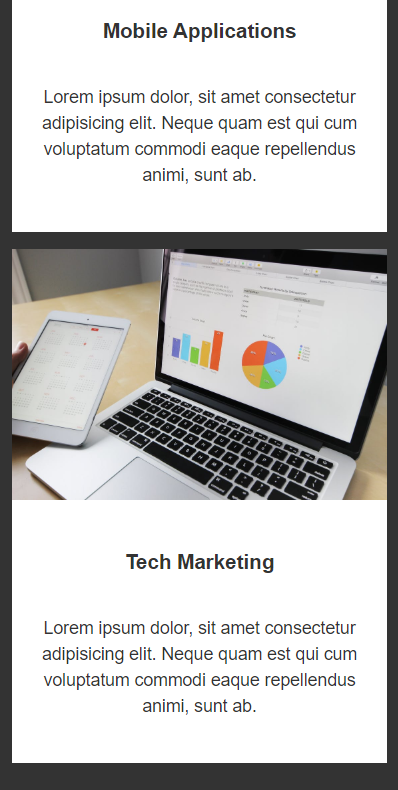 Mobile Applications
Lorem ipsum dolor, sit amet consectetur
adipisicing elit. Neque quam est qui cum
voluptatum commodi eaque repellendus
animi, sunt ab.
Tech Marketing
Lorem ipsum dolor, sit amet consectetur
adipisicing elit. Neque quam est qui cum
voluptatum commodi eaque repellendus
animi, sunt ab.